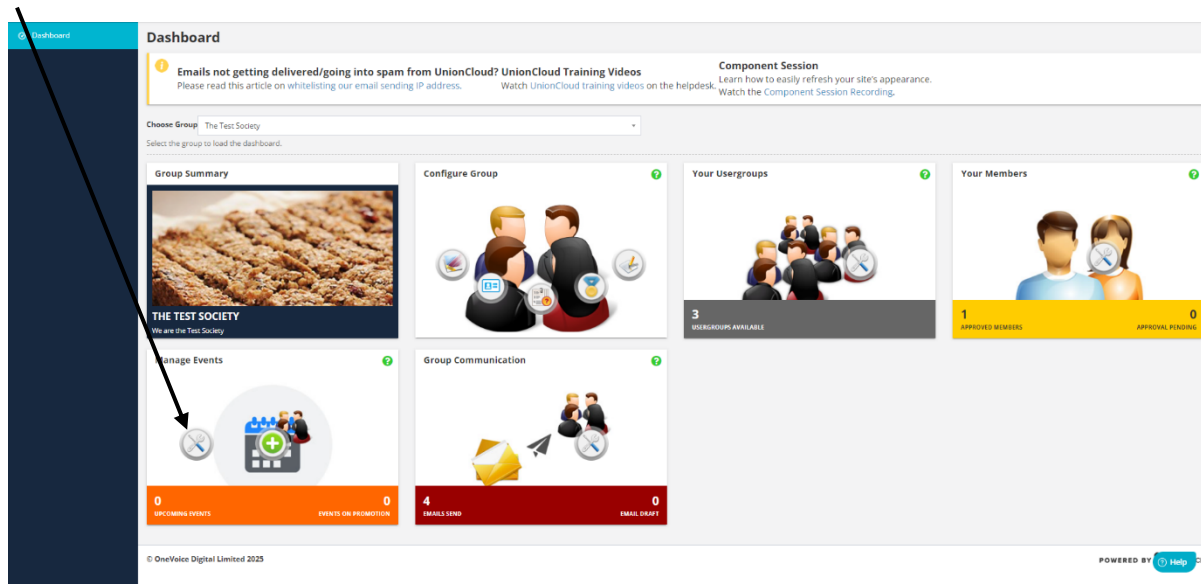 Dashboard
Dashboard
Emails not getting delivered/going into spam from UnionCloud?
Please read this article on whitelisting our email sending IP address.
UnionCloud Training Videos
Watch UnionCloud training videos on the helpdesk.
Component Session
Learn how to easily refresh your site's appearance.
Watch the Component Session Recording.
Choose Group The Test Society
Select the group to load the dashboard.
Group Summary
THE TEST SOCIETY
We are the Test Society
Configure Group
Your Usergroups
3
USERGROUPS AVAILABLE
Your Members
1 0
APPROVED MEMBERS APPROVAL PENDING
Manage Events
0 0
UPCOMING EVENTS EVENTS ON PROMOTION
Group Communication
4 0
EMAILS SEND EMAIL DRAFT
© OneVoice Digital Limited 2025
POWERED BY
Help